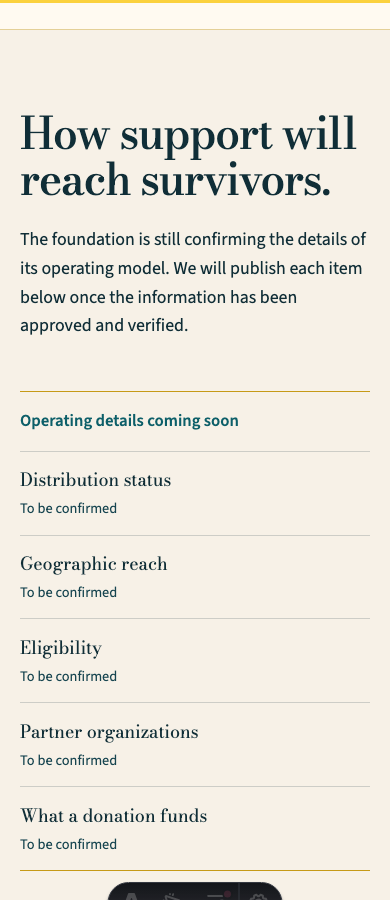 How support will
reach survivors.
The foundation is still confirming the details of
its operating model. We will publish each item
below once the information has been
approved and verified.
Operating details coming soon
Distribution status
To be confirmed
Geographic reach
To be confirmed
Eligibility
To be confirmed
Partner organizations
To be confirmed
What a donation funds
To be confirmed